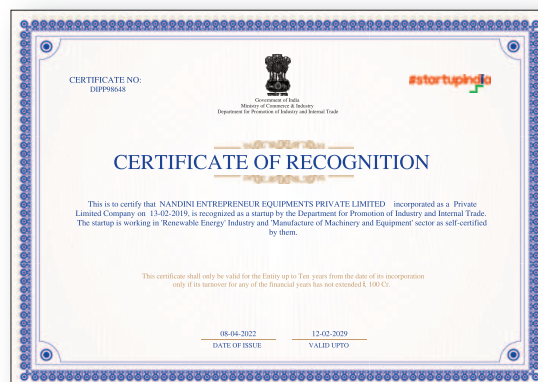 CERTIFICATE NO:
DIPP98648
#startupindia
Government of India
Ministry of Commerce & Industry
Department for Promotion of Industry and Internal Trade
CERTIFICATE OF RECOGNITION
This is to certify that NANDINI ENTREPRENEUR EQUIPMENTS PRIVATE LIMITED incorporated as a Private
Limited Company on 13-02-2019, is recognized as a startup by the Department for Promotion of Industry and Internal Trade.
The startup is working in 'Renewable Energy' Industry and 'Manufacture of Machinery and Equipment' sector as self-certified
by them.
This certificate shall only be valid for the Entity up to Ten years from the date of its incorporation
only if its turnover for any of the financial years has not extended 100 Cr.
08-04-2022 12-02-2029
DATE OF ISSUE VALID UPTO